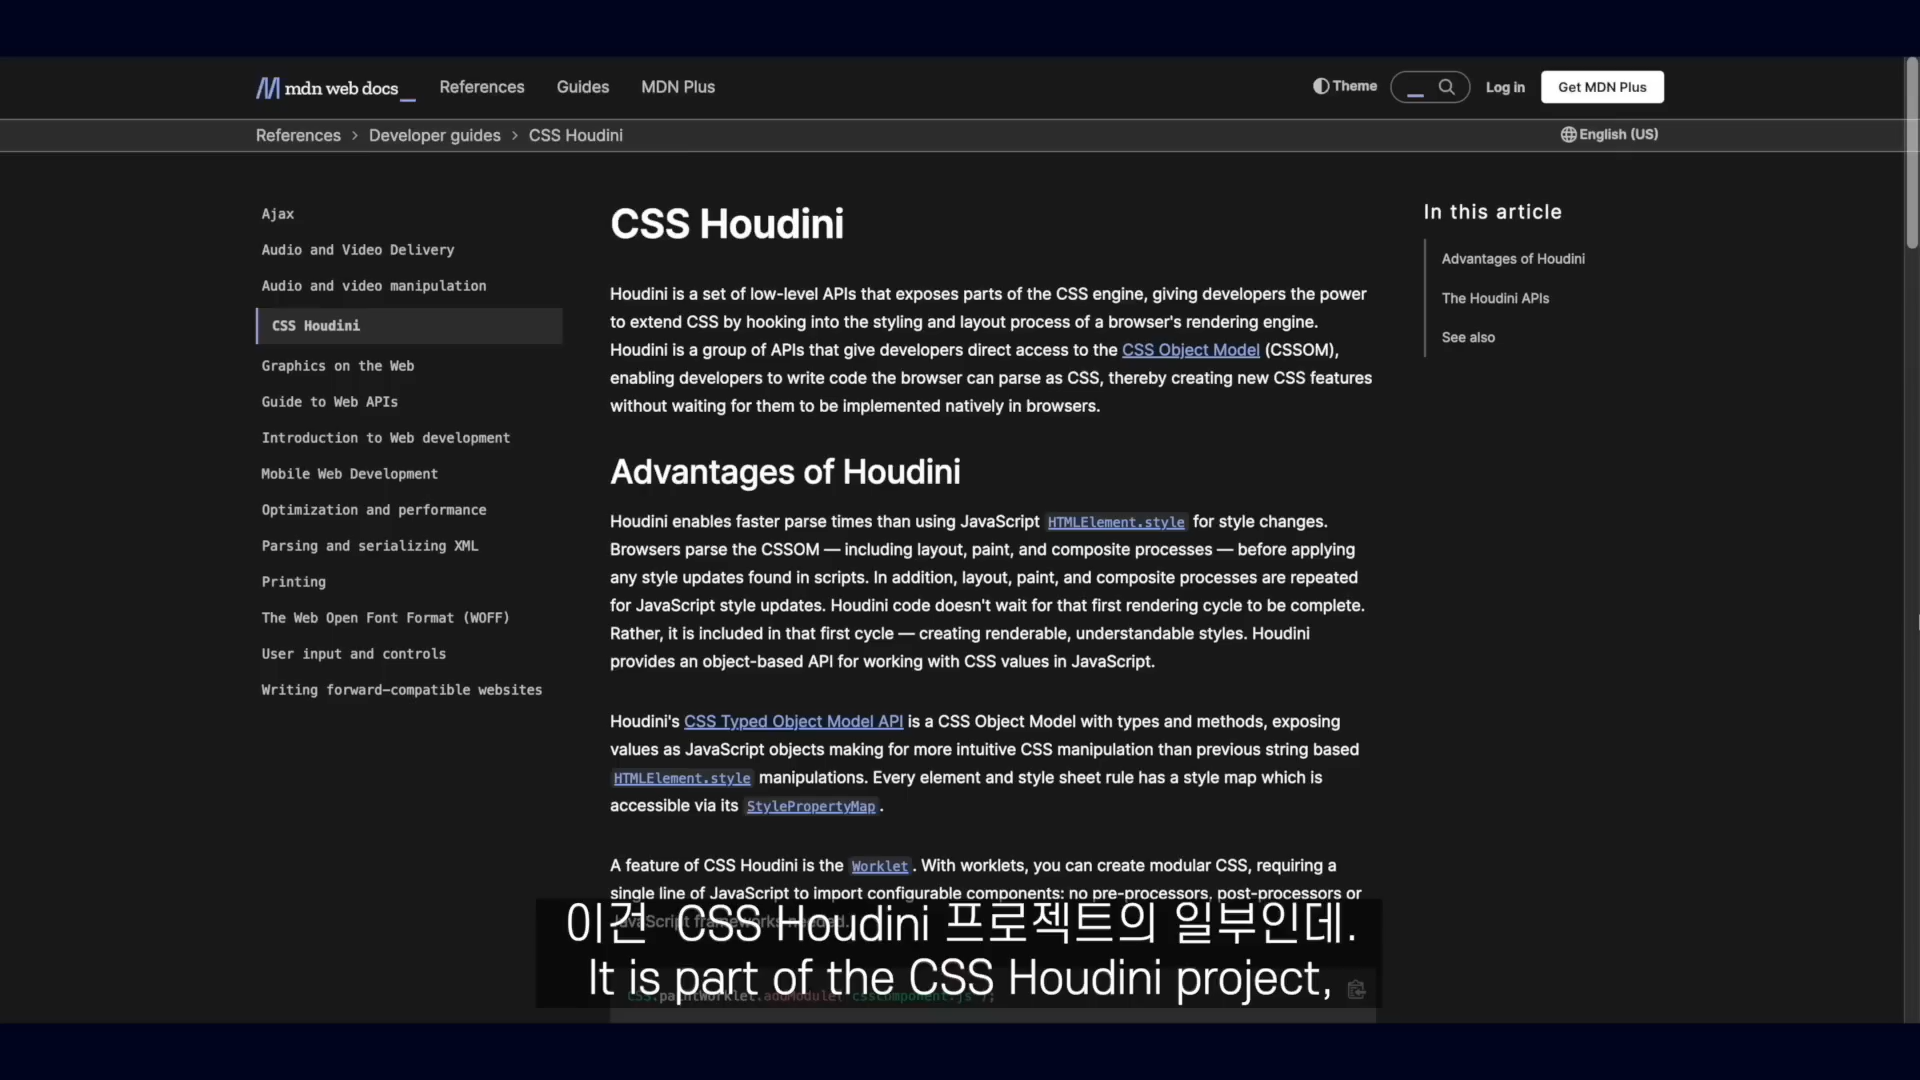 mdn web docs_
References
Guides
MDN Plus
Theme
Log in
Get MDN Plus
References > Developer guides > CSS Houdini
English (US)
Ajax
Audio and Video Delivery
Audio and video manipulation
CSS Houdini
Graphics on the Web
Guide to Web APIs
Introduction to Web development
Mobile Web Development
Optimization and performance
Parsing and serializing XML
Printing
The Web Open Font Format (WOFF)
User input and controls
Writing forward-compatible websites
CSS Houdini
Houdini is a set of low-level APIs that exposes parts of the CSS engine, giving developers the power
to extend CSS by hooking into the styling and layout process of a browser's rendering engine.
Houdini is a group of APIs that give developers direct access to the CSS Object Model (CSSOM),
enabling developers to write code the browser can parse as CSS, thereby creating new CSS features
without waiting for them to be implemented natively in browsers.
Advantages of Houdini
Houdini enables faster parse times than using JavaScript HTMLElement.style for style changes.
Browsers parse the CSSOM — including layout, paint, and composite processes — before applying
any style updates found in scripts. In addition, layout, paint, and composite processes are repeated
for JavaScript style updates. Houdini code doesn't wait for that first rendering cycle to be complete.
Rather, it is included in that first cycle — creating renderable, understandable styles. Houdini
provides an object-based API for working with CSS values in JavaScript.
Houdini's CSS Typed Object Model API is a CSS Object Model with types and methods, exposing
values as JavaScript objects making for more intuitive CSS manipulation than previous string based
HTMLElement.style manipulations. Every element and style sheet rule has a style map which is
accessible via its StylePropertyMap.
A feature of CSS Houdini is the Worklet. With worklets, you can create modular CSS, requiring a
single line of JavaScript to import configurable components: no pre-processors, post-processors or
JavaScript frameworks needed.
CSS.paintWorklet.addModule('csscomponent.js');
In this article
Advantages of Houdini
The Houdini APIs
See also
이건 CSS Houdini 프로젝트의 일부인데.
It is part of the CSS Houdini project,